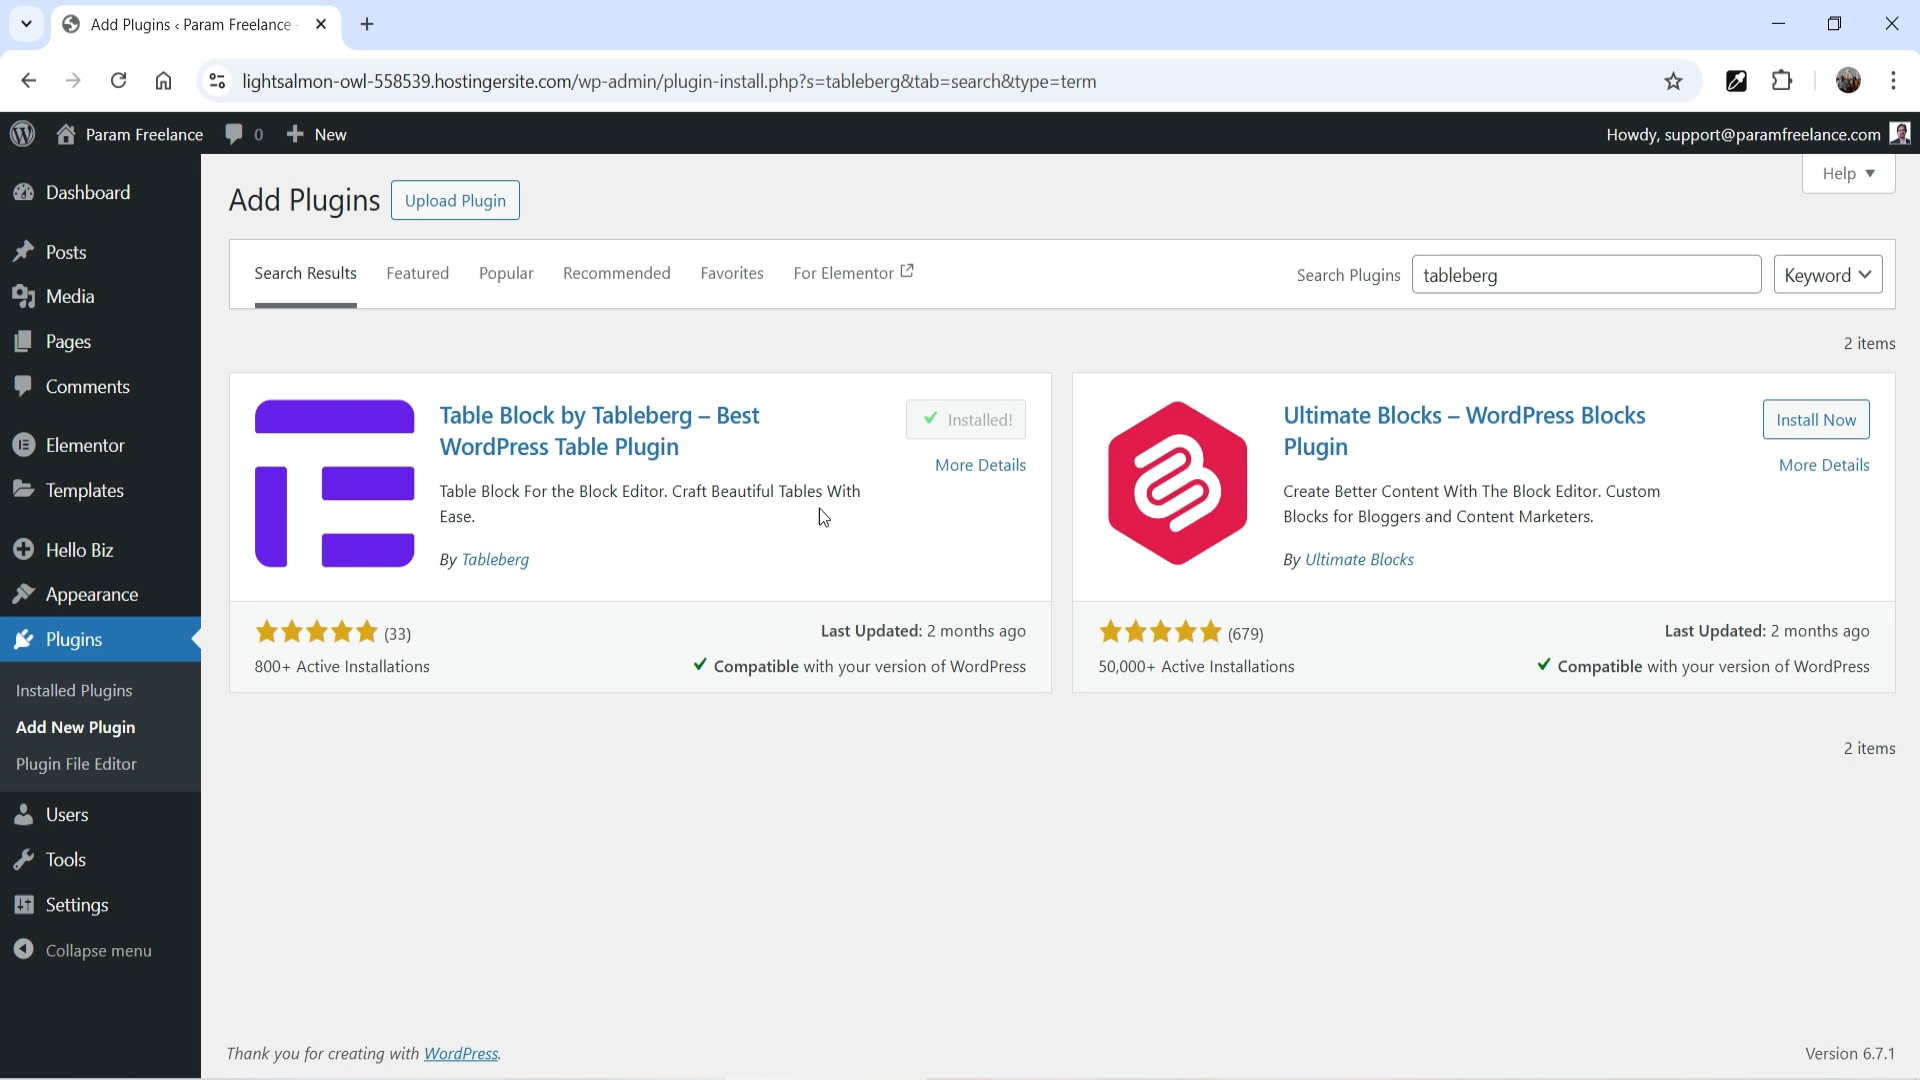 Add Plugins ‹ Param Freelance -
lightsalmon-owl-558539.hostingersite.com/wp-admin/plugin-install.php?s=tableberg&tab=search&type=term
Param Freelance 0 New
Howdy, support@paramfreelance.com
Dashboard
Posts
Media
Pages
Comments
Elementor
Templates
Hello Biz
Appearance
Plugins
Installed Plugins
Add New Plugin
Plugin File Editor
Users
Tools
Settings
Collapse menu
Help
Add Plugins
Upload Plugin
Search Results Featured Popular Recommended Favorites For Elementor
Search Plugins tableberg Keyword
2 items
Table Block by Tableberg – Best
WordPress Table Plugin
Installed!
More Details
Table Block For the Block Editor. Craft Beautiful Tables With
Ease.
By Tableberg
(33)
Last Updated: 2 months ago
800+ Active Installations
Compatible with your version of WordPress
Ultimate Blocks – WordPress Blocks
Plugin
Install Now
More Details
Create Better Content With The Block Editor. Custom
Blocks for Bloggers and Content Marketers.
By Ultimate Blocks
(679)
Last Updated: 2 months ago
50,000+ Active Installations
Compatible with your version of WordPress
2 items
Thank you for creating with WordPress.
Version 6.7.1